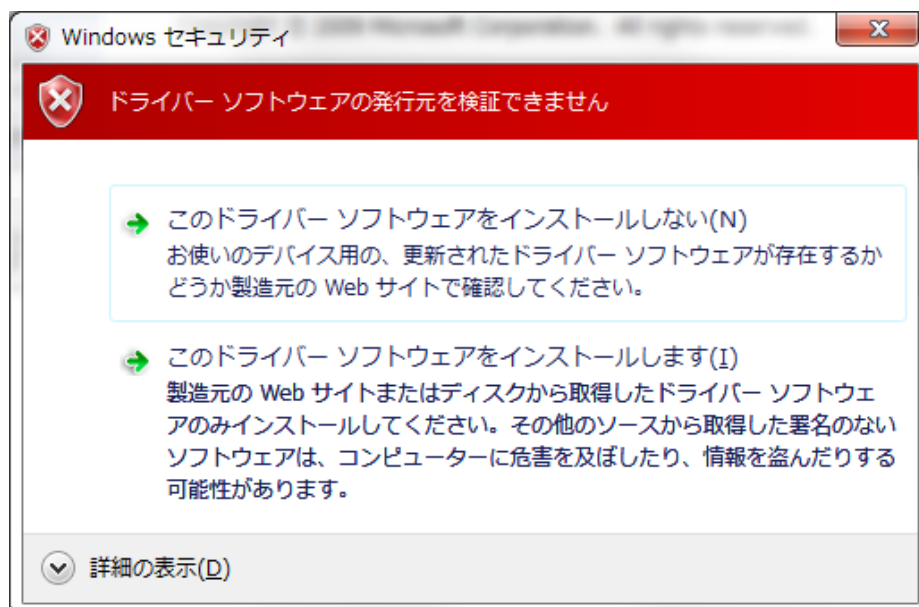 © 2009 Microsoft Corporation. All rights reserved.
Windows セキュリティ
ドライバー ソフトウェアの発行元を検証できません
このドライバー ソフトウェアをインストールしない(N)
お使いのデバイス用の、更新されたドライバー ソフトウェアが存在するか
どうか製造元の Web サイトで確認してください。
このドライバー ソフトウェアをインストールします(I)
製造元の Web サイトまたはディスクから取得したドライバー ソフトウェ
アのみインストールしてください。その他のソースから取得した署名のない
ソフトウェアは、コンピューターに危害を及ぼしたり、情報を盗んだりする
可能性があります。
詳細の表示(D)